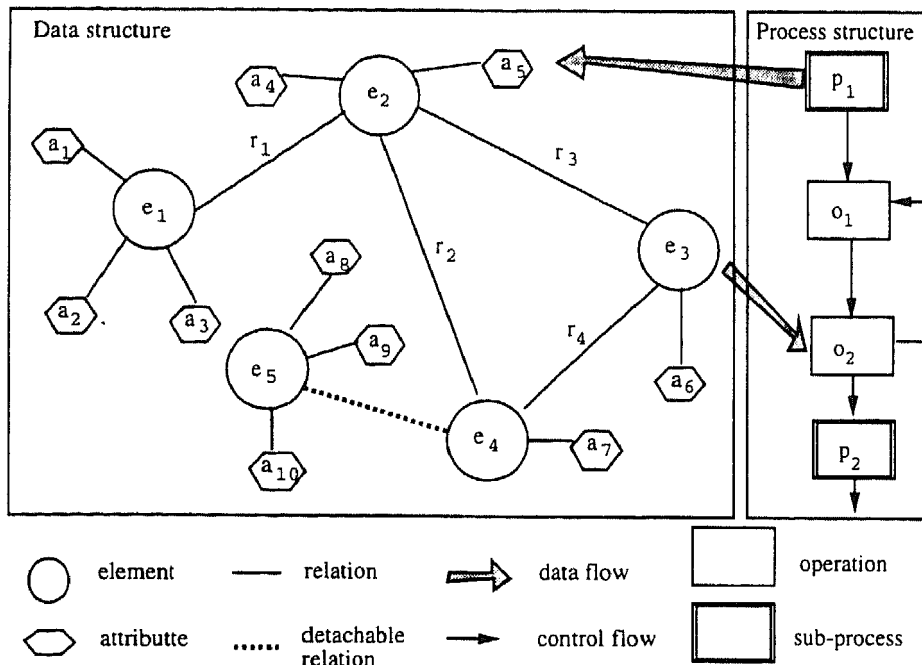 Data structure
Process structure
a5
a4
e2
p1
a1
r1
r3
e1
o1
a8
r2
e3
a2
a3
a9
r4
o2
e5
a6
e4
a7
p2
a10
element
relation
data flow
operation
attributte
detachable
relation
control flow
sub-process